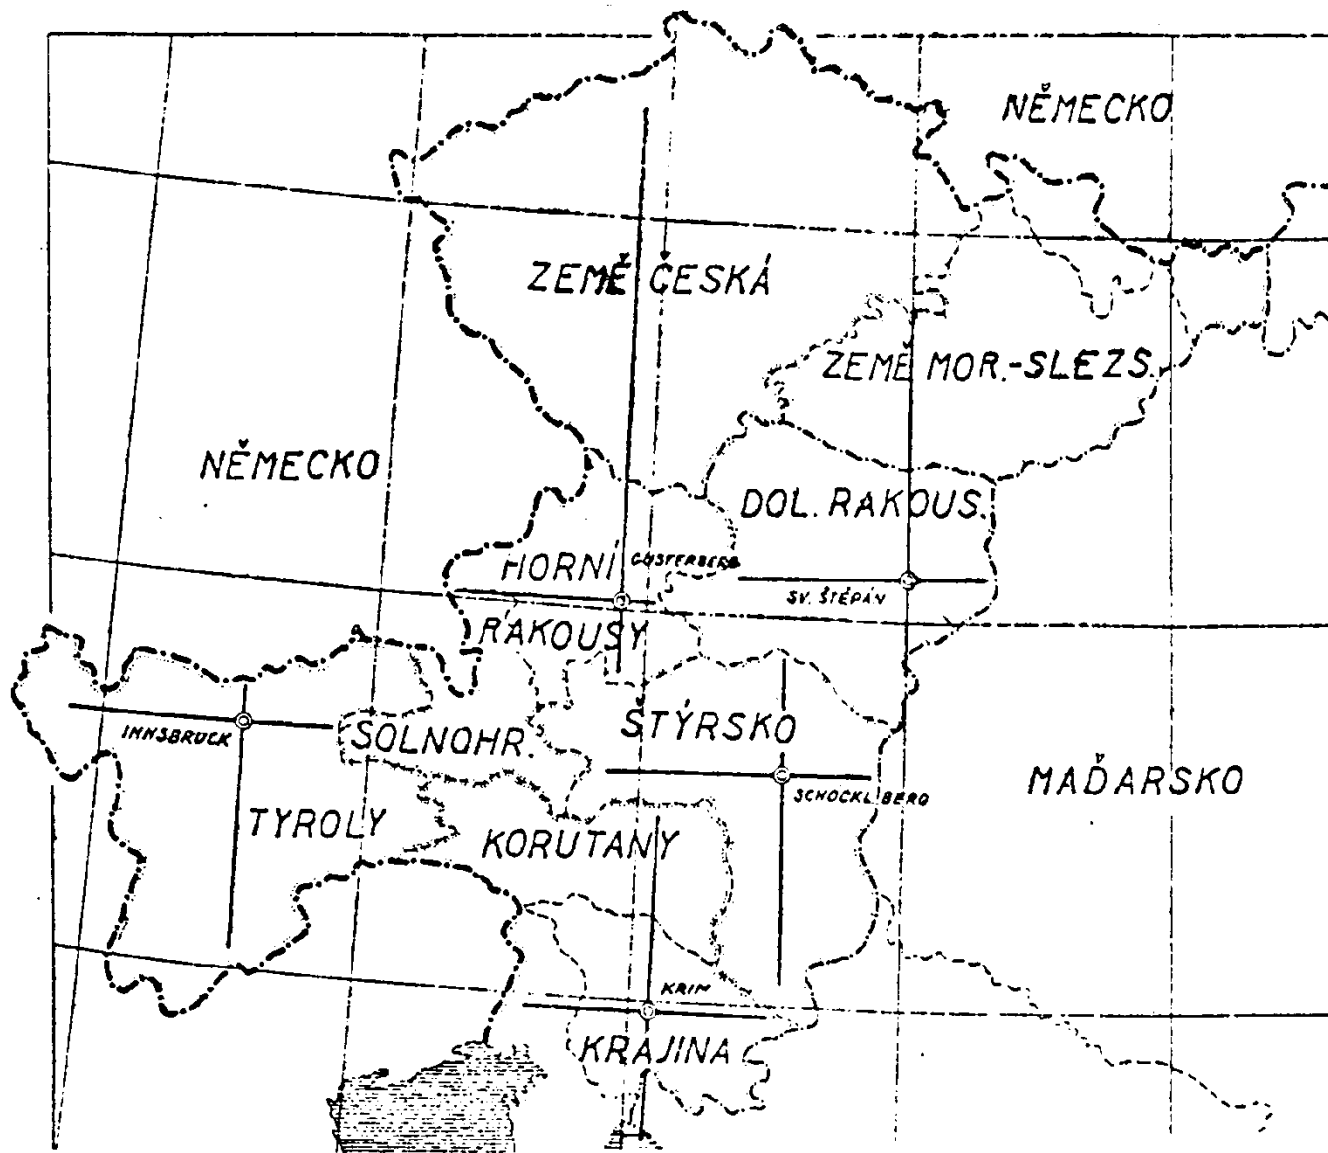 NĚMECKO
ZEMĚ ČESKÁ
ZEMĚ MOR.-SLEZS.
NĚMECKO
DOL. RAKOUS.
HORNÍ
GUSTERBERG
SV. ŠTĚPÁN
RAKOUSY
INNSBRUCK
SOLNOHR.
ŠTÝRSKO
SCHOCKL BERG
MAĎARSKO
TYROLY
KORUTANY
KRIM
KRAJINA